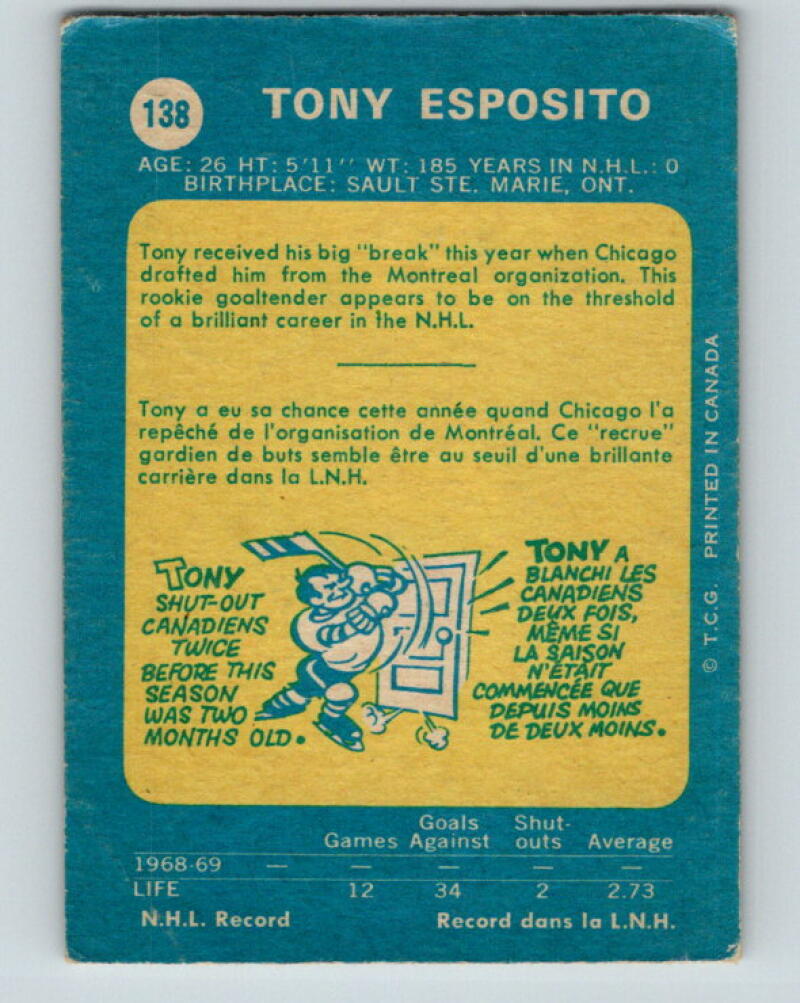 138
TONY ESPOSITO
AGE: 26 HT: 5'11'' WT: 185 YEARS IN N.H.L.: 0
BIRTHPLACE: SAULT STE. MARIE, ONT.
Tony received his big "break" this year when Chicago
drafted him from the Montreal organization. This
rookie goaltender appears to be on the threshold
of a brilliant career in the N.H.L.
Tony a eu sa chance cette année quand Chicago l'a
repêché de l'organisation de Montréal. Ce "recrue"
gardien de buts semble être au seuil d'une brillante
carrière dans la L.N.H.
TONY
SHUT-OUT
CANADIENS
TWICE
BEFORE THIS
SEASON
WAS TWO
MONTHS OLD.
TONY A
BLANCHI LES
CANADIENS
DEUX FOIS,
MÊME SI
LA SAISON
N'ÉTAIT
COMMENCÉE QUE
DEPUIS MOINS
DE DEUX MOINS.
© T.C.G. PRINTED IN CANADA
Goals Shut-
Games Against outs Average
1968-69 — — — — —
LIFE 12 34 2 2.73
N.H.L. Record Record dans la L.N.H.